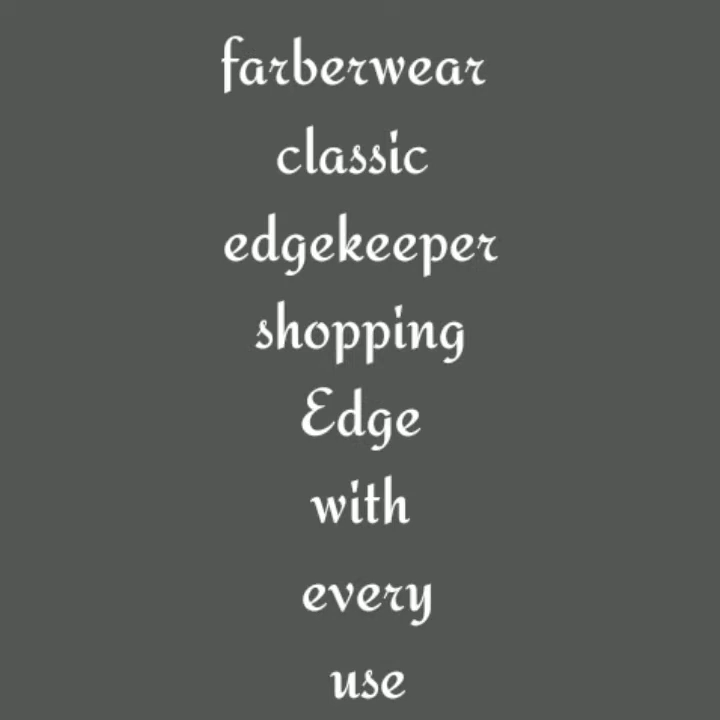 farberwear
classic
edgekeeper
shopping
Edge
with
every
use